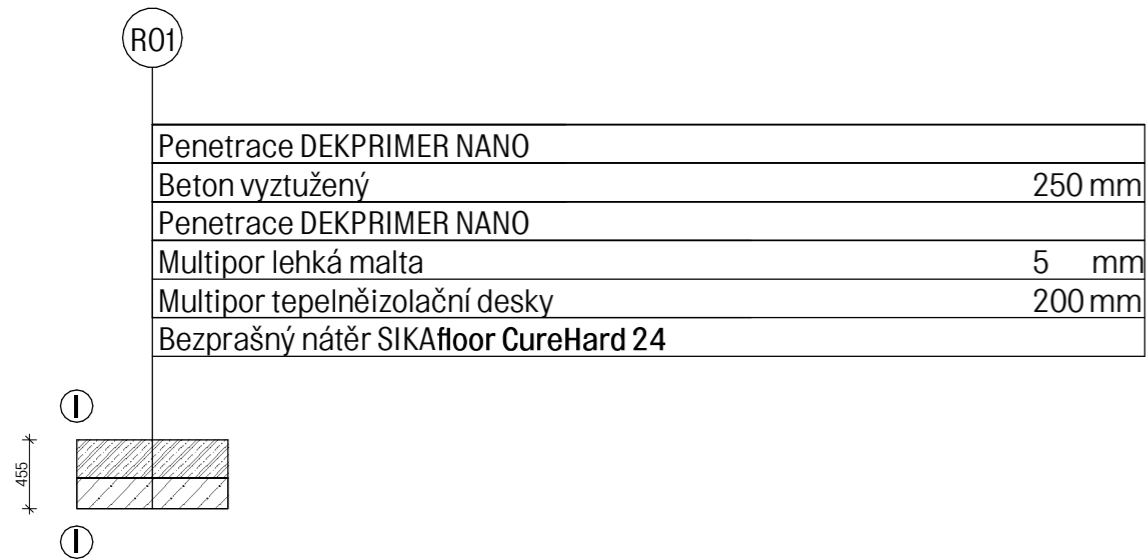 R01
Penetrace DEKPRIMER NANO
Beton vyztužený 250 mm
Penetrace DEKPRIMER NANO
Multipor lehká malta 5 mm
Multipor tepelněizolační desky 200 mm
Bezprašný nátěr SIKAfloor CureHard 24
I
455
I